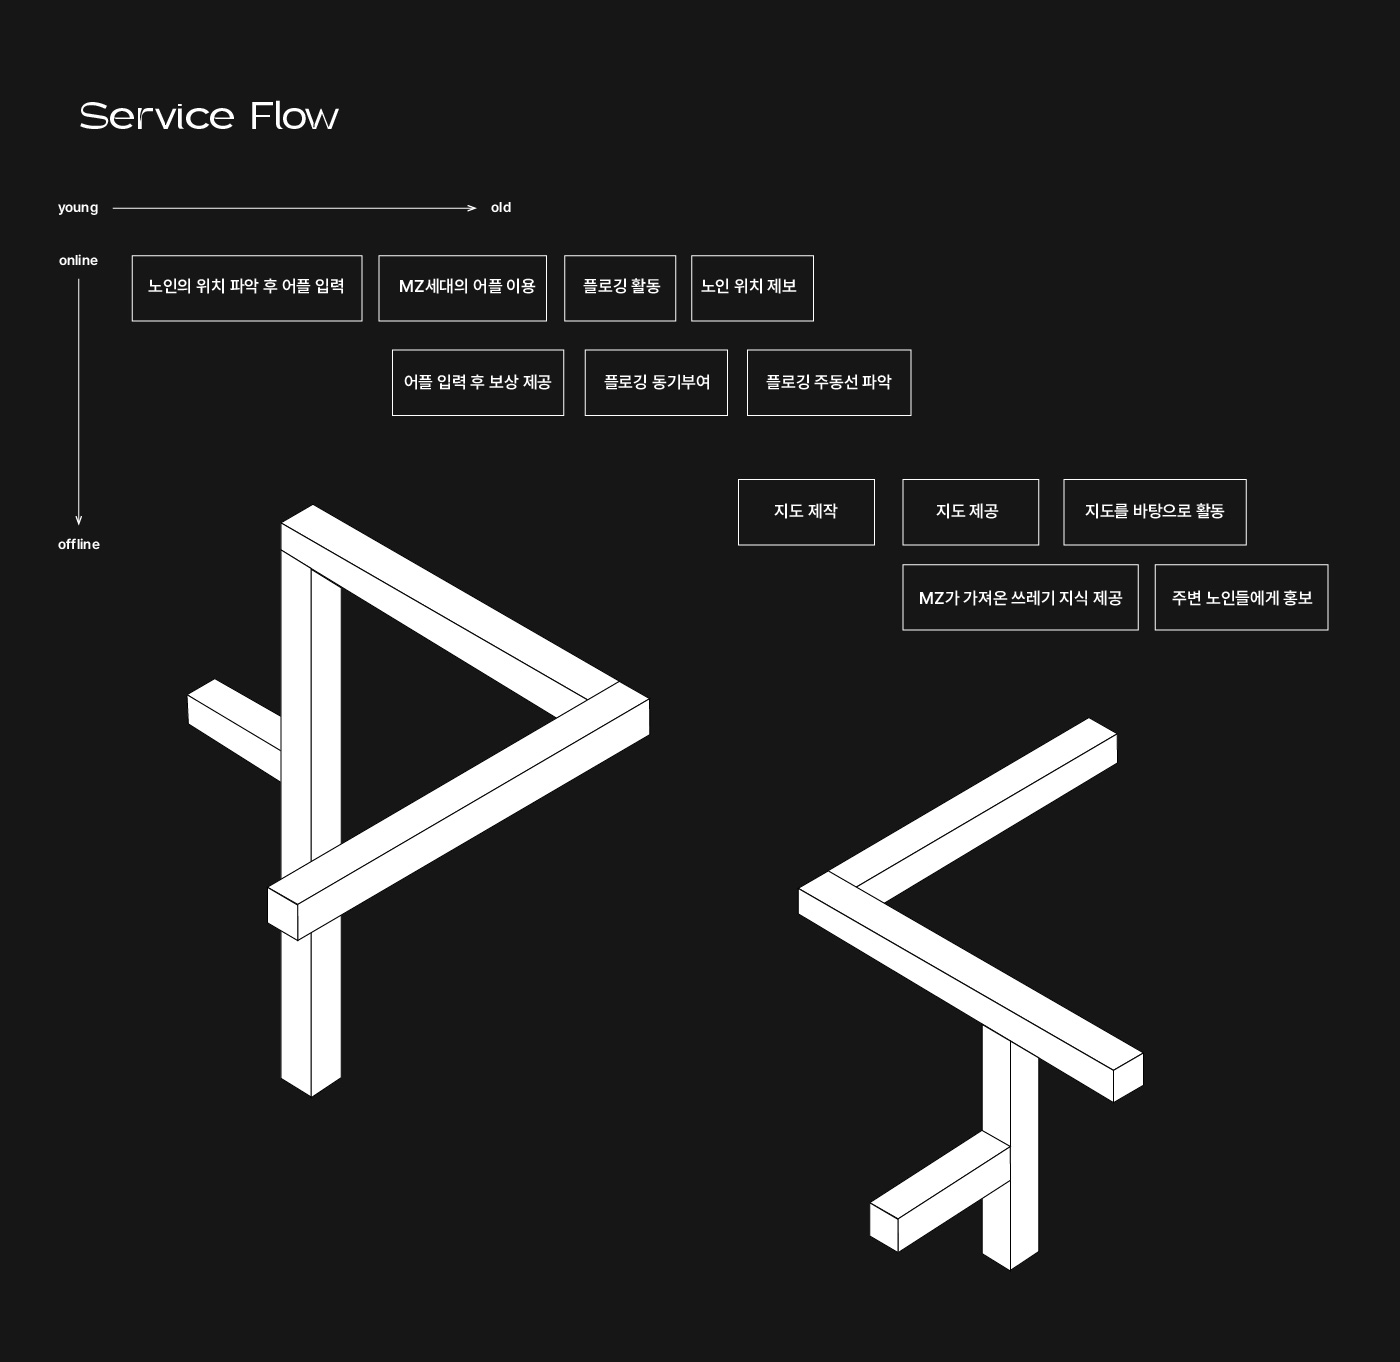 Service Flow
young
old
online
노인의 위치 파악 후 어플 입력
MZ세대의 어플 이용
플로깅 활동
노인 위치 제보
어플 입력 후 보상 제공
플로깅 동기부여
플로깅 주동선 파악
지도 제작
지도 제공
지도를 바탕으로 활동
offline
MZ가 가져온 쓰레기 지식 제공
주변 노인들에게 홍보